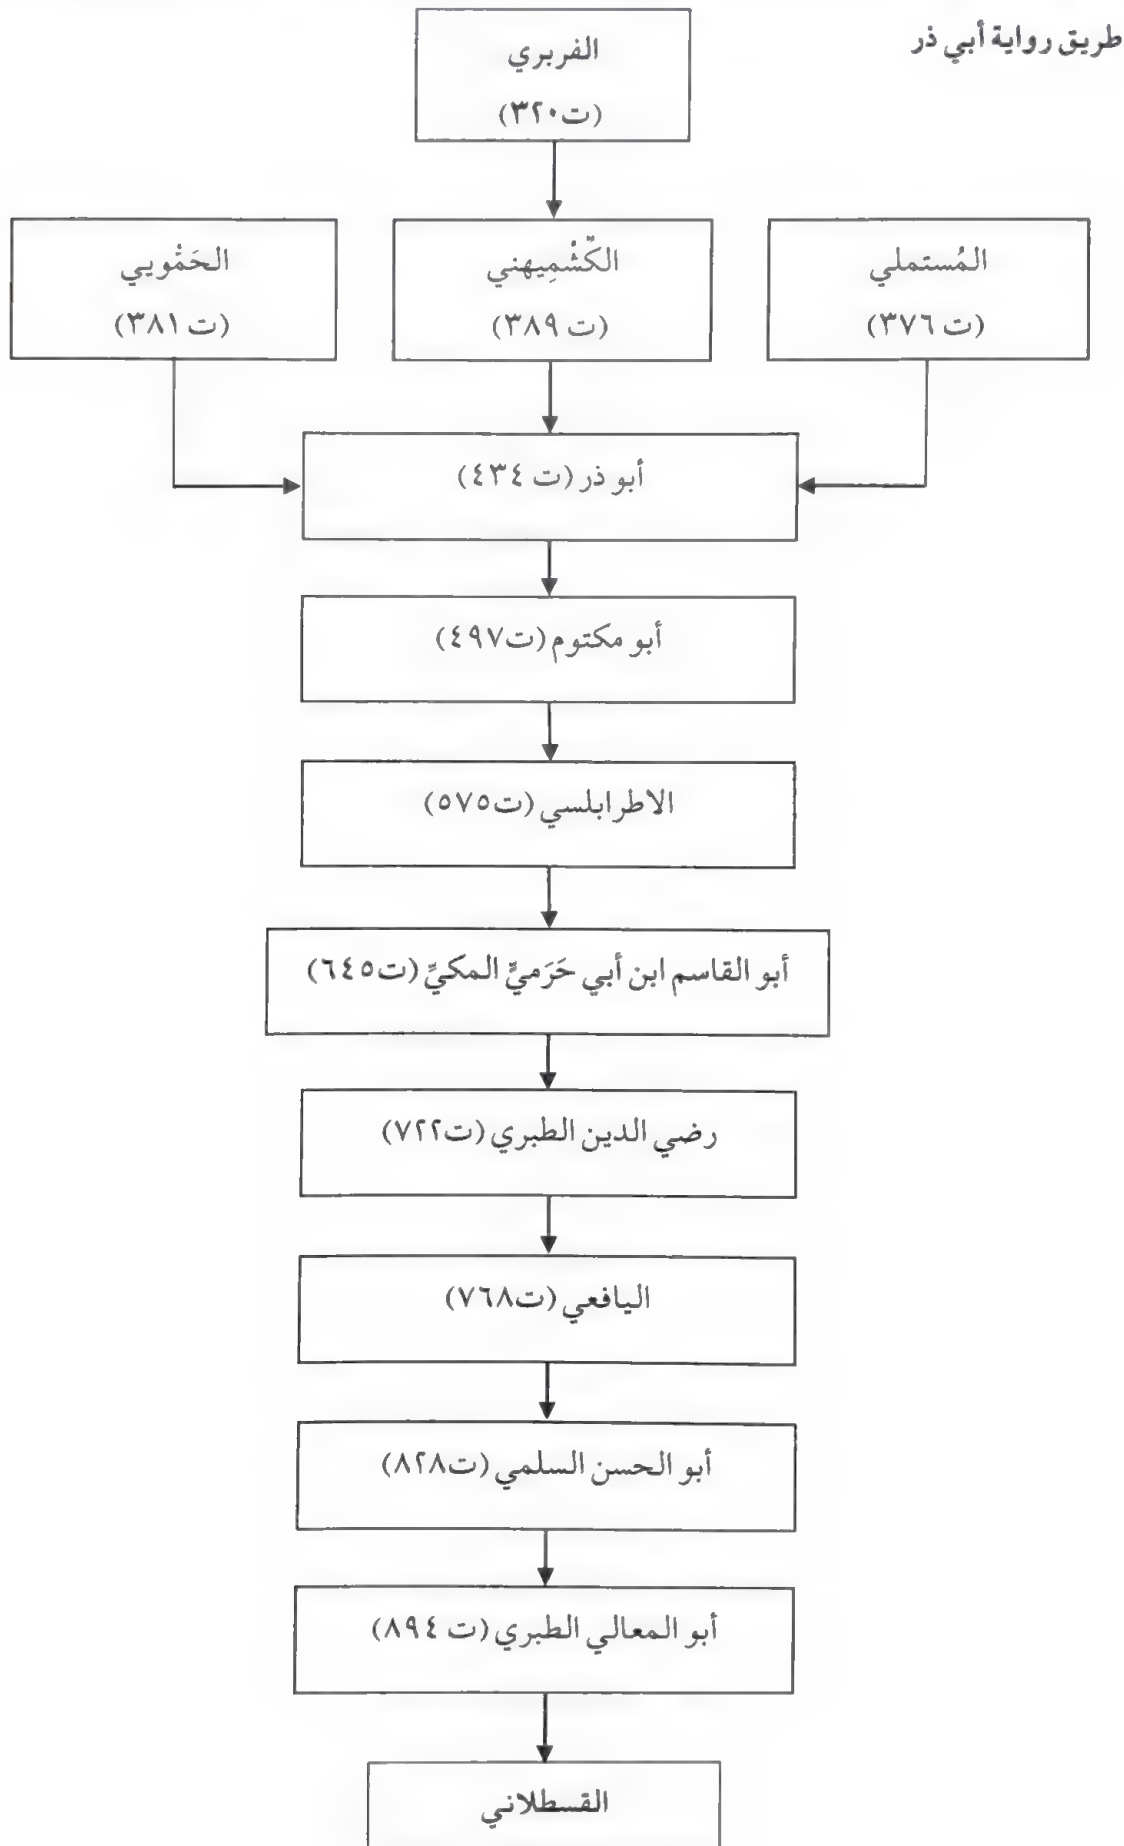 طريق رواية أبي ذر
الفربري
(ت٣٢٠)
المُستملي
(ت ٣٧٦)
الكُشْمِيهني
(ت ٣٨٩)
الحَمُّويي
(ت ٣٨١)
أبو ذر (ت ٤٣٤)
أبو مكتوم (ت٤٩٧)
الاطرابلسي (ت٥٧٥)
أبو القاسم ابن أبي حَرَميٍّ المكيِّ (ت٦٤٥)
رضي الدين الطبري (ت٧٢٢)
اليافعي (ت٧٦٨)
أبو الحسن السلمي (ت٨٢٨)
أبو المعالي الطبري (ت ٨٩٤)
القسطلاني